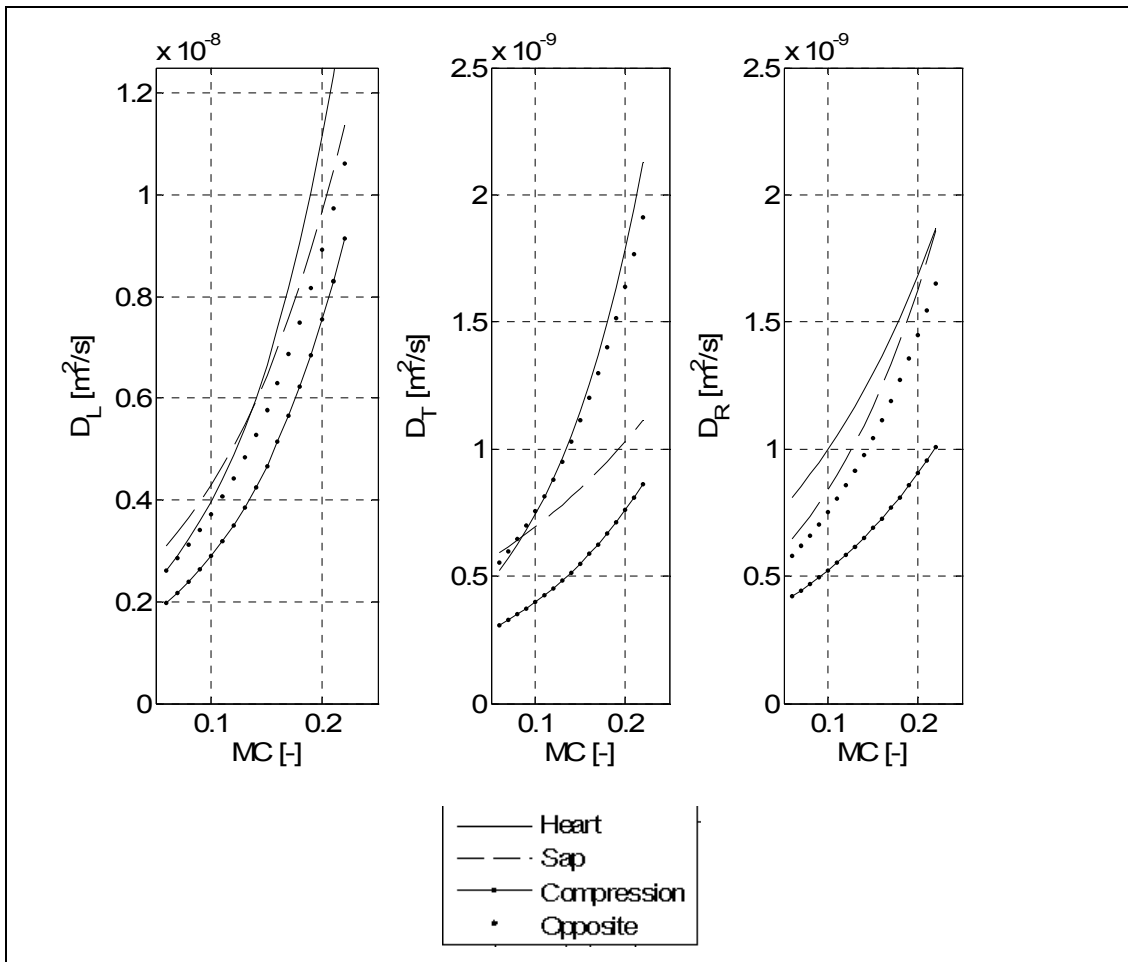 x 10⁻⁸
1.2
1
0.8
0.6
0.4
0.2
0
0.1 0.2
MC [-]
D_L [m²/s]
x 10⁻⁹
2.5
2
1.5
1
0.5
0
0.1 0.2
MC [-]
D_T [m²/s]
x 10⁻⁹
2.5
2
1.5
1
0.5
0
0.1 0.2
MC [-]
D_R [m²/s]
Heart
Sap
Compression
Opposite